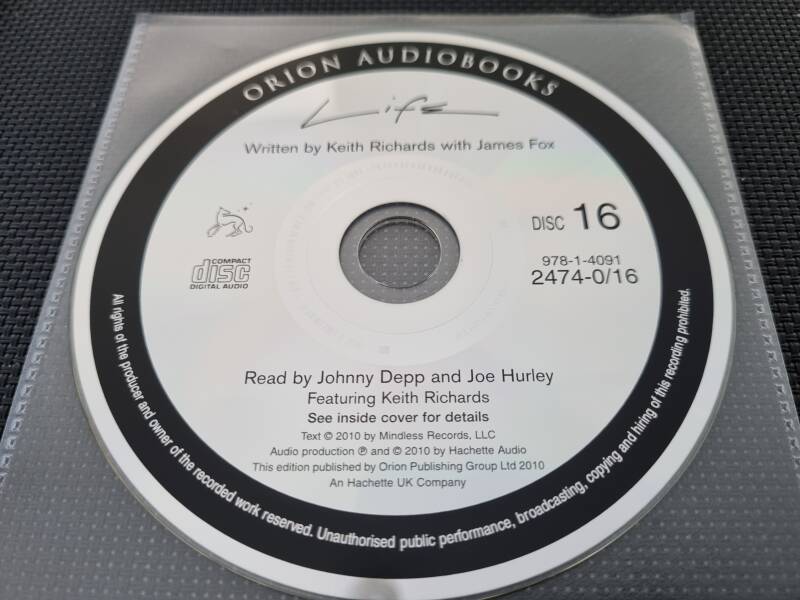 ORION AUDIOBOOKS
Life
Written by Keith Richards with James Fox
DISC 16
978-1-4091
2474-0/16
COMPACT
disc
DIGITAL AUDIO
Read by Johnny Depp and Joe Hurley
Featuring Keith Richards
See inside cover for details
Text © 2010 by Mindless Records, LLC
Audio production ℗ and © 2010 by Hachette Audio
This edition published by Orion Publishing Group Ltd 2010
An Hachette UK Company
All rights of the producer and owner of the recorded work reserved. Unauthorised public performance, broadcasting, copying and hiring of this recording prohibited.